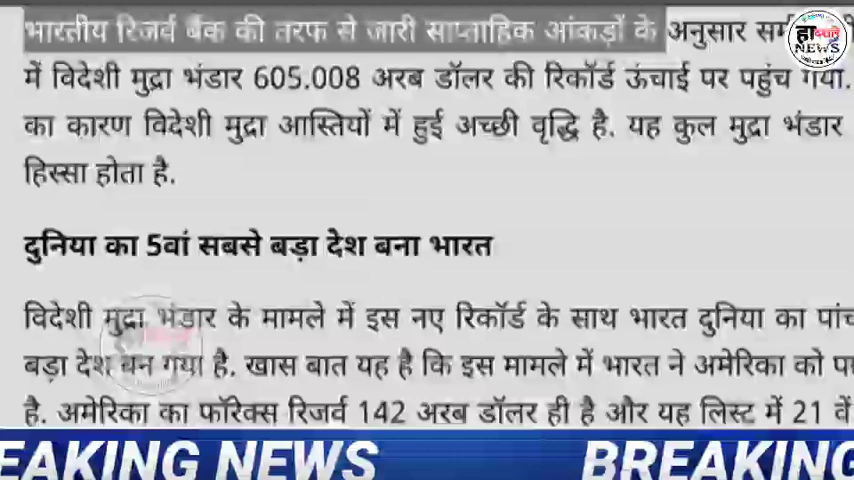 भारतीय रिजर्व बैंक की तरफ से जारी साप्ताहिक आंकड़ों के अनुसार
में विदेशी मुद्रा भंडार 605.008 अरब डॉलर की रिकॉर्ड ऊंचाई पर पहुंच गया.
का कारण विदेशी मुद्रा आस्तियों में हुई अच्छी वृद्धि है. यह कुल मुद्रा भंडार
हिस्सा होता है.
दुनिया का 5वां सबसे बड़ा देश बना भारत
विदेशी मुद्रा भंडार के मामले में इस नए रिकॉर्ड के साथ भारत दुनिया का
बड़ा देश बन गया है. खास बात यह है कि इस मामले में भारत ने अमेरिका को
है. अमेरिका का फॉरेक्स रिजर्व 142 अरब डॉलर ही है और यह लिस्ट में 21 वें
EAKING NEWS BREAKING
NEWS